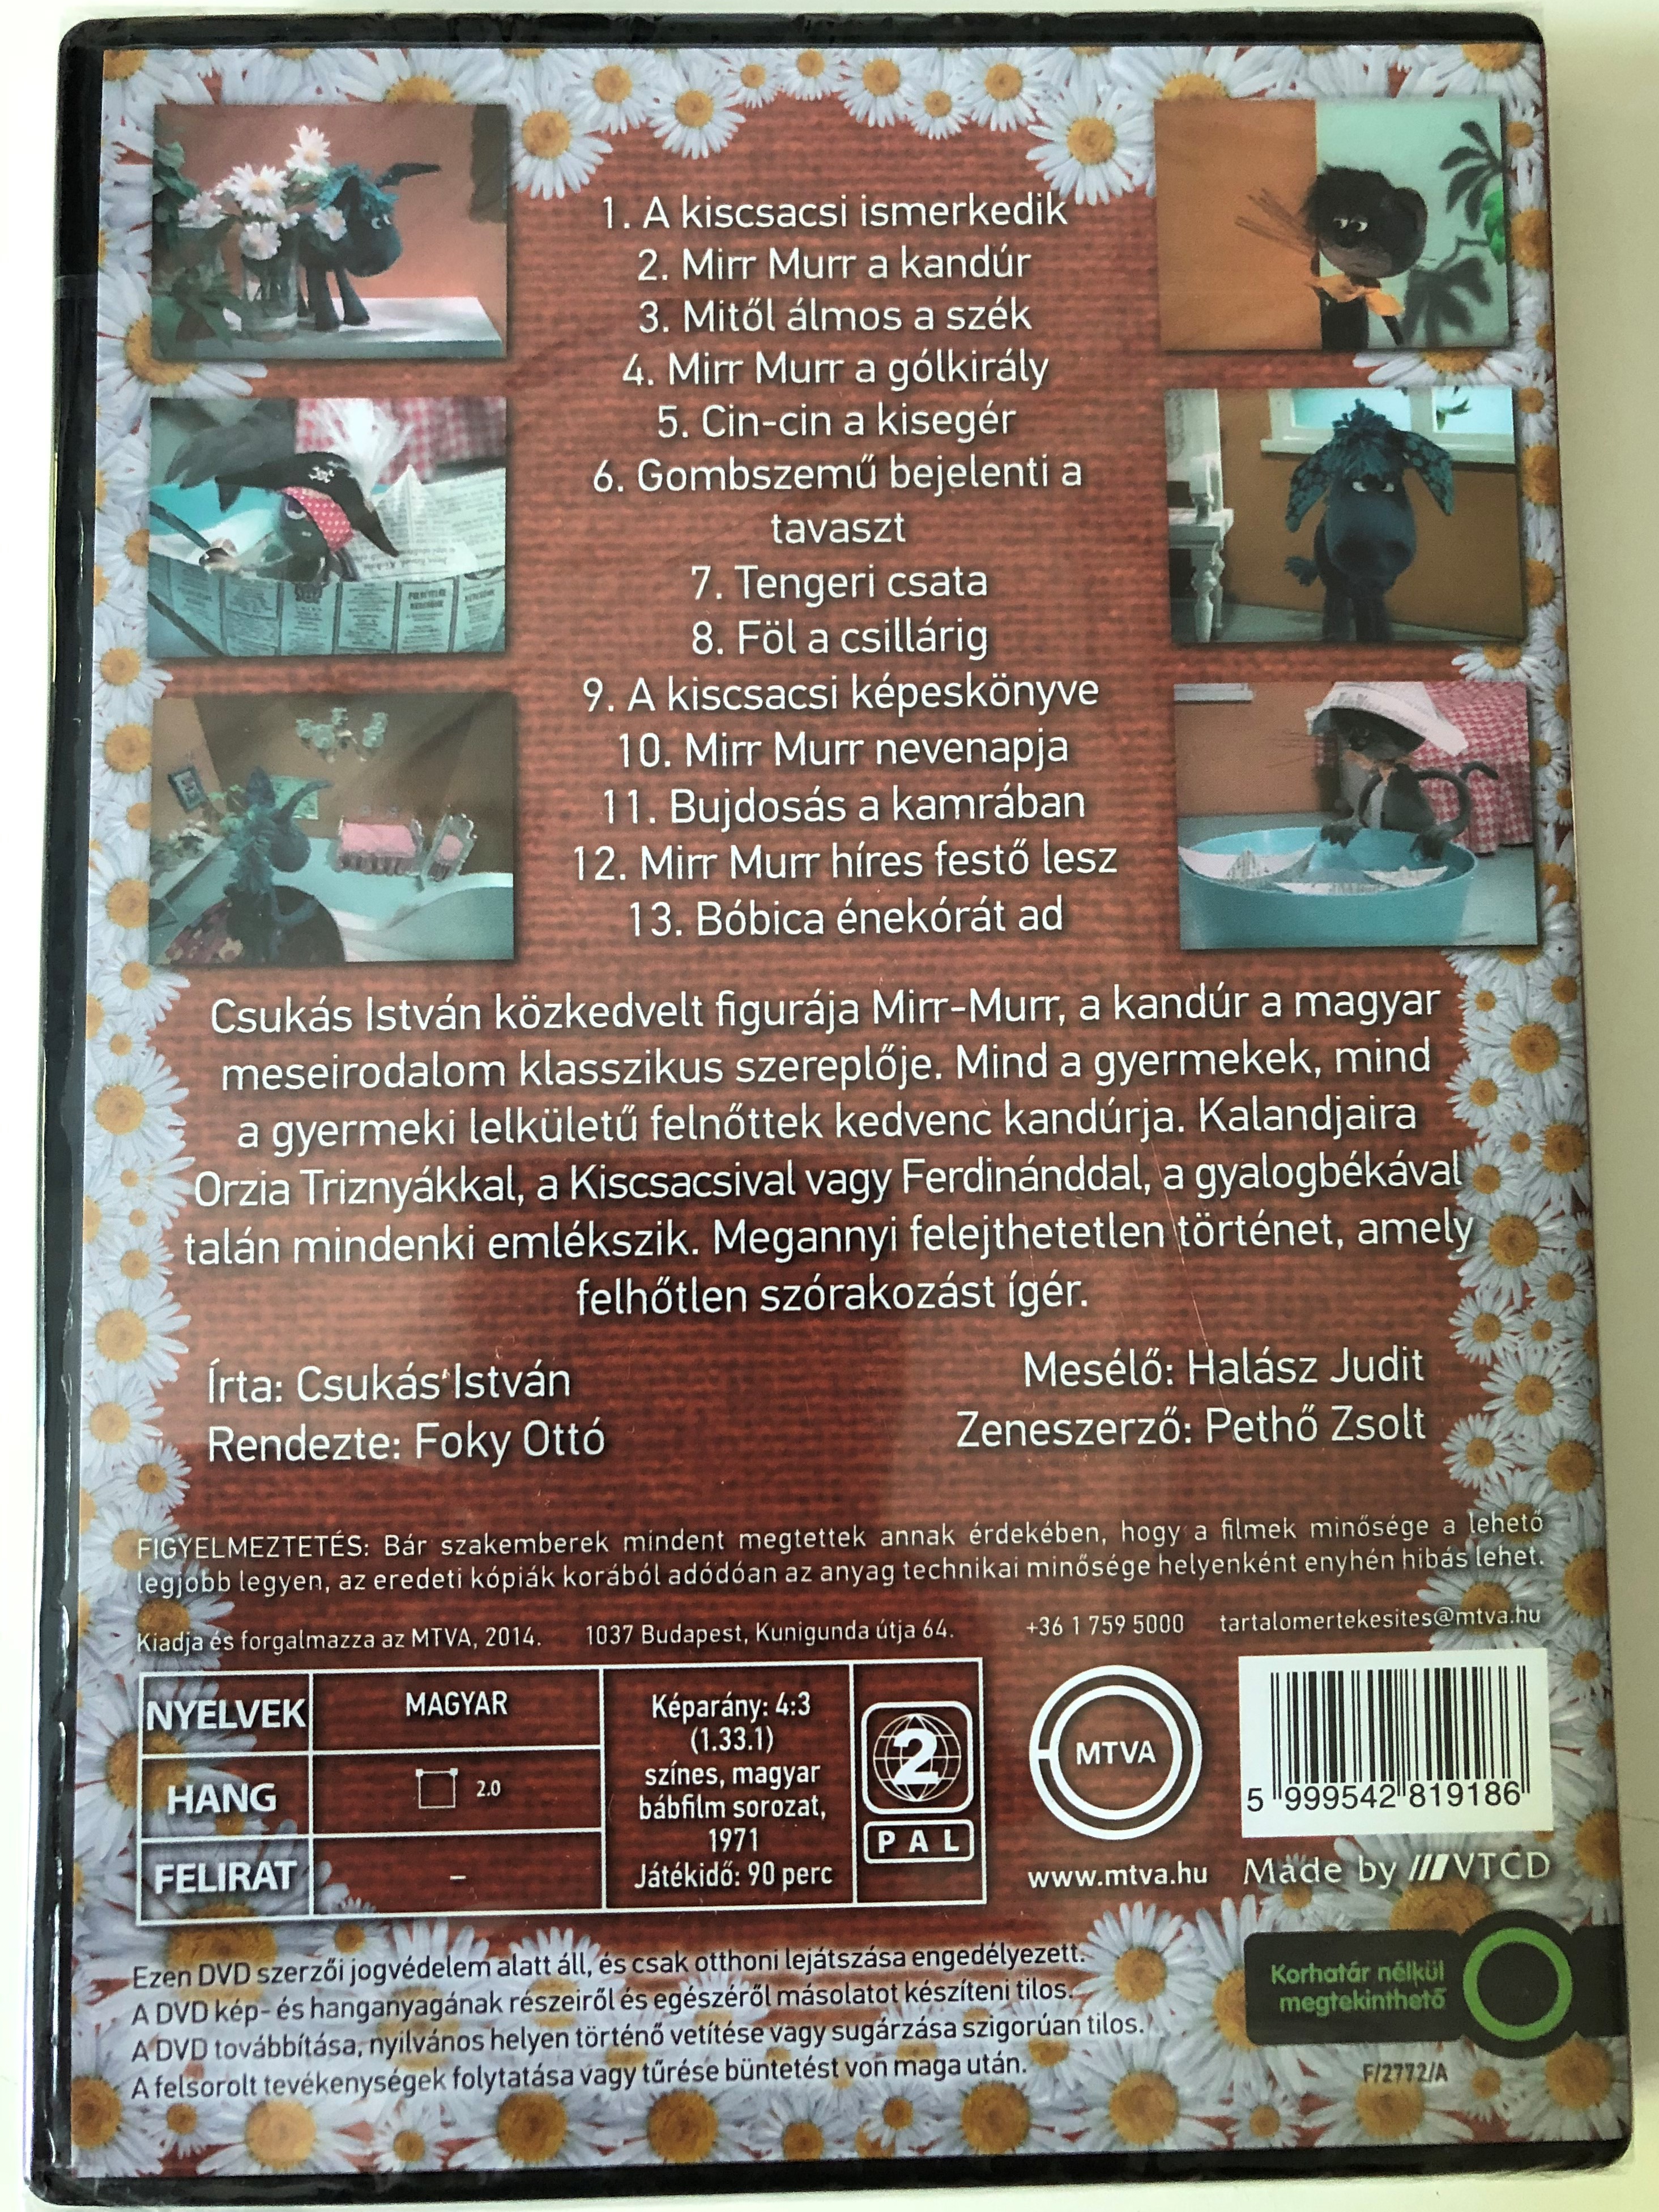 1. A kiscsacsi ismerkedik
2. Mirr Murr a kandúr
3. Mitől álmos a szék
4. Mirr Murr a gólkirály
5. Cin-cin a kisegér
6. Gombszemű bejelenti a
tavaszt
7. Tengeri csata
8. Föl a csillárig
9. A kiscsacsi képeskönyve
10. Mirr Murr nevenapja
11. Bujdosás a kamrában
12. Mirr Murr híres festő lesz
13. Bóbica énekórát ad
Csukás István közkedvelt figurája Mirr-Murr, a kandúr a magyar
meseirodalom klasszikus szereplője. Mind a gyermekek, mind
a gyermeki lelkületű felnőttek kedvenc kandúrja. Kalandjaira
Orzia Triznyákkal, a Kiscsacsival vagy Ferdinánddal, a gyalogbékával
talán mindenki emlékszik. Megannyi felejthetetlen történet, amely
felhőtlen szórakozást ígér.
Írta: Csukás István
Rendezte: Foky Ottó
Mesélő: Halász Judit
Zeneszerző: Pethő Zsolt
FIGYELMEZTETÉS: Bár szakemberek mindent megtettek annak érdekében, hogy a filmek minősége a lehető
legjobb legyen, az eredeti kópiák korából adódóan az anyag technikai minősége helyenként enyhén hibás lehet.
Kiadja és forgalmazza az MTVA, 2014. 1037 Budapest, Kunigunda útja 64. +36 1 759 5000 tartalomertekesites@mtva.hu
NYELVEK MAGYAR
HANG 2.0
FELIRAT –
Képarány: 4:3
(1.33.1)
színes, magyar
bábfilm sorozat,
1971
Játékidő: 90 perc
2
PAL
MTVA
www.mtva.hu
5 999542 819186
Made by VTCD
Ezen DVD szerzői jogvédelem alatt áll, és csak otthoni lejátszása engedélyezett.
A DVD kép- és hanganyagának részeiről és egészéről másolatot készíteni tilos.
A DVD továbbítása, nyilvános helyen történő vetítése vagy sugárzása szigorúan tilos.
A felsorolt tevékenységek folytatása vagy tűrése büntetést von maga után.
Korhatár nélkül
megtekinthető
F/2772/A